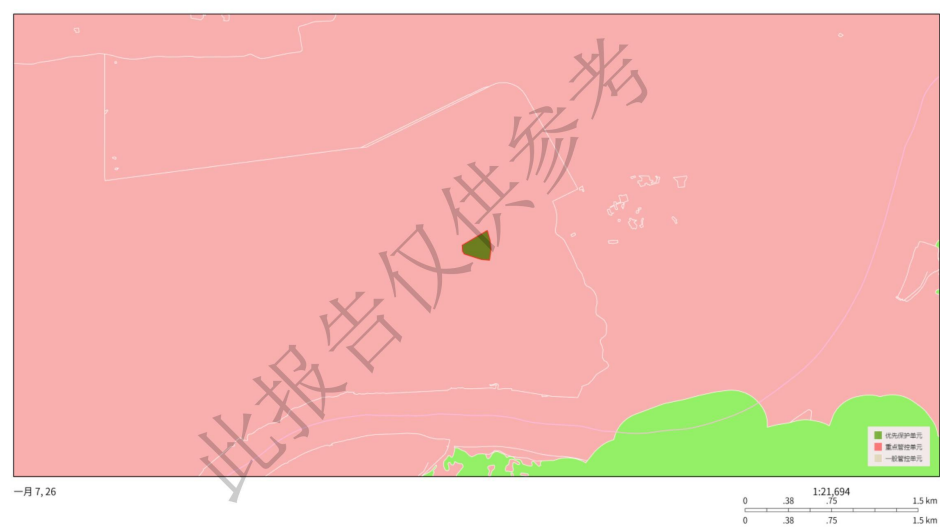 此报告仅供参考
优先保护单元
重点管控单元
一般管控单元
一月 7, 26
1:21,694
0 .38 .75 1.5 km
0 .38 .75 1.5 km